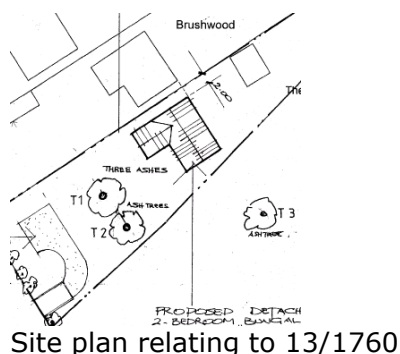 Brushwood
2.00
The
THREE ASHES
T1
ASH TREES
T2
T3
ASH TREE.
PROPOSED DETACH
2-BEDROOM BUNGAL
Site plan relating to 13/1760